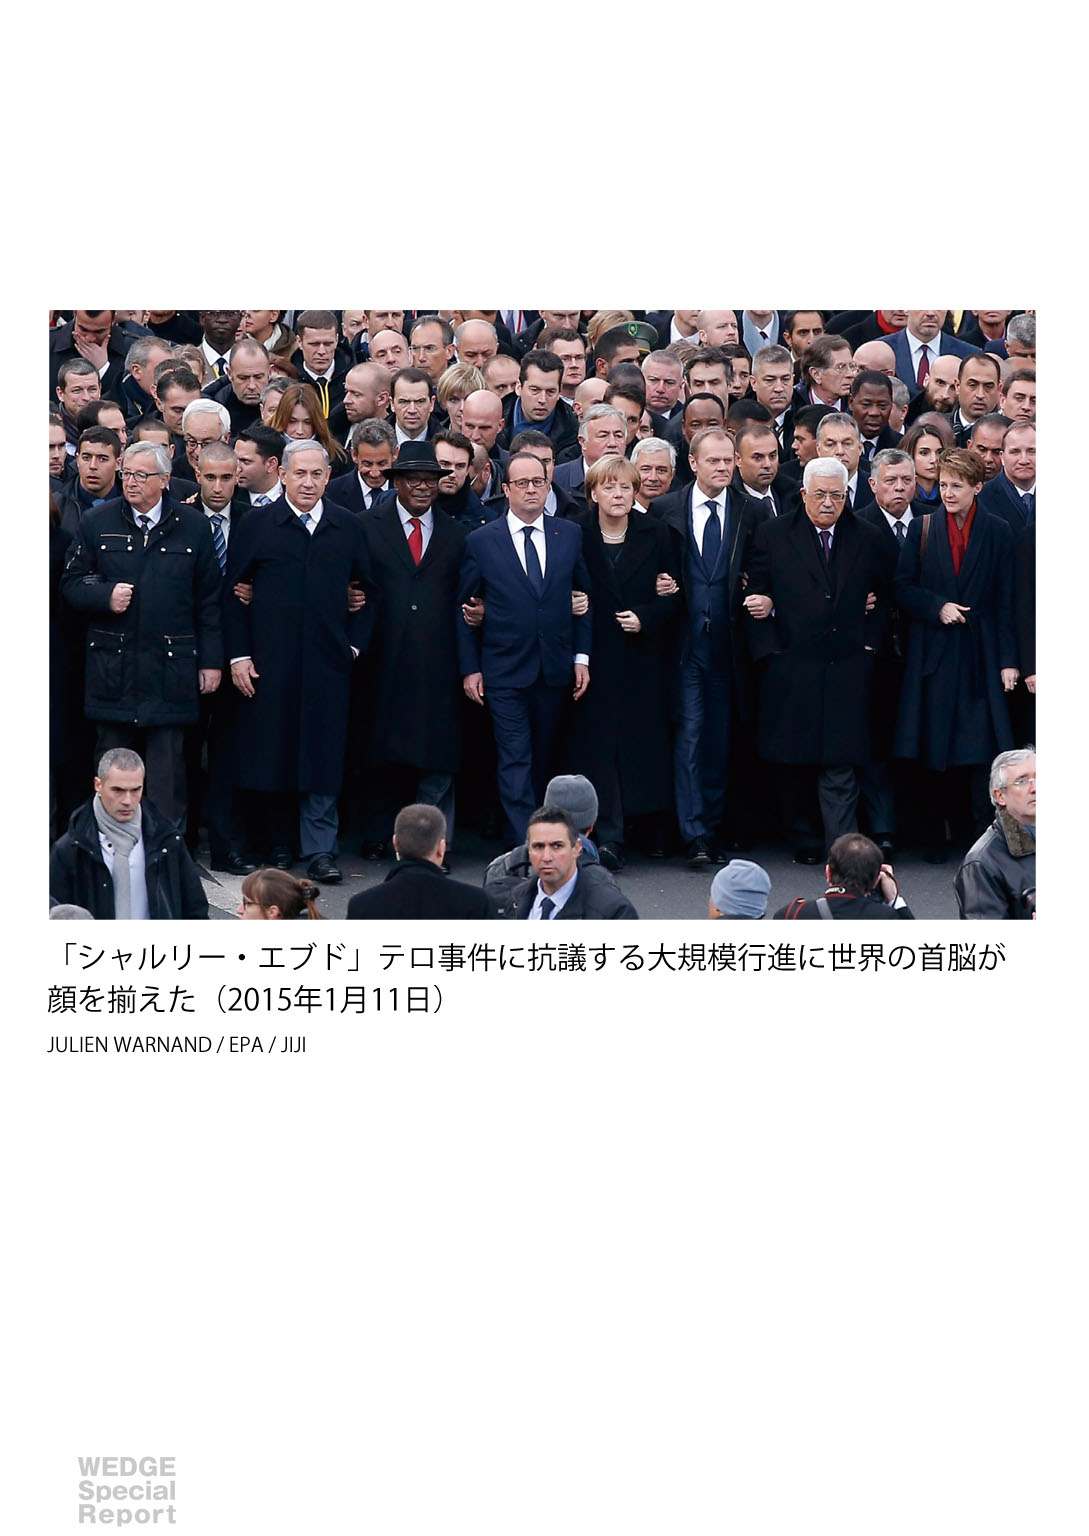 「シャルリー・エブド」テロ事件に抗議する大規模行進に世界の首脳が
顔を揃えた（2015年1月11日）
JULIEN WARNAND / EPA / JIJI
WEDGE
Special
Report